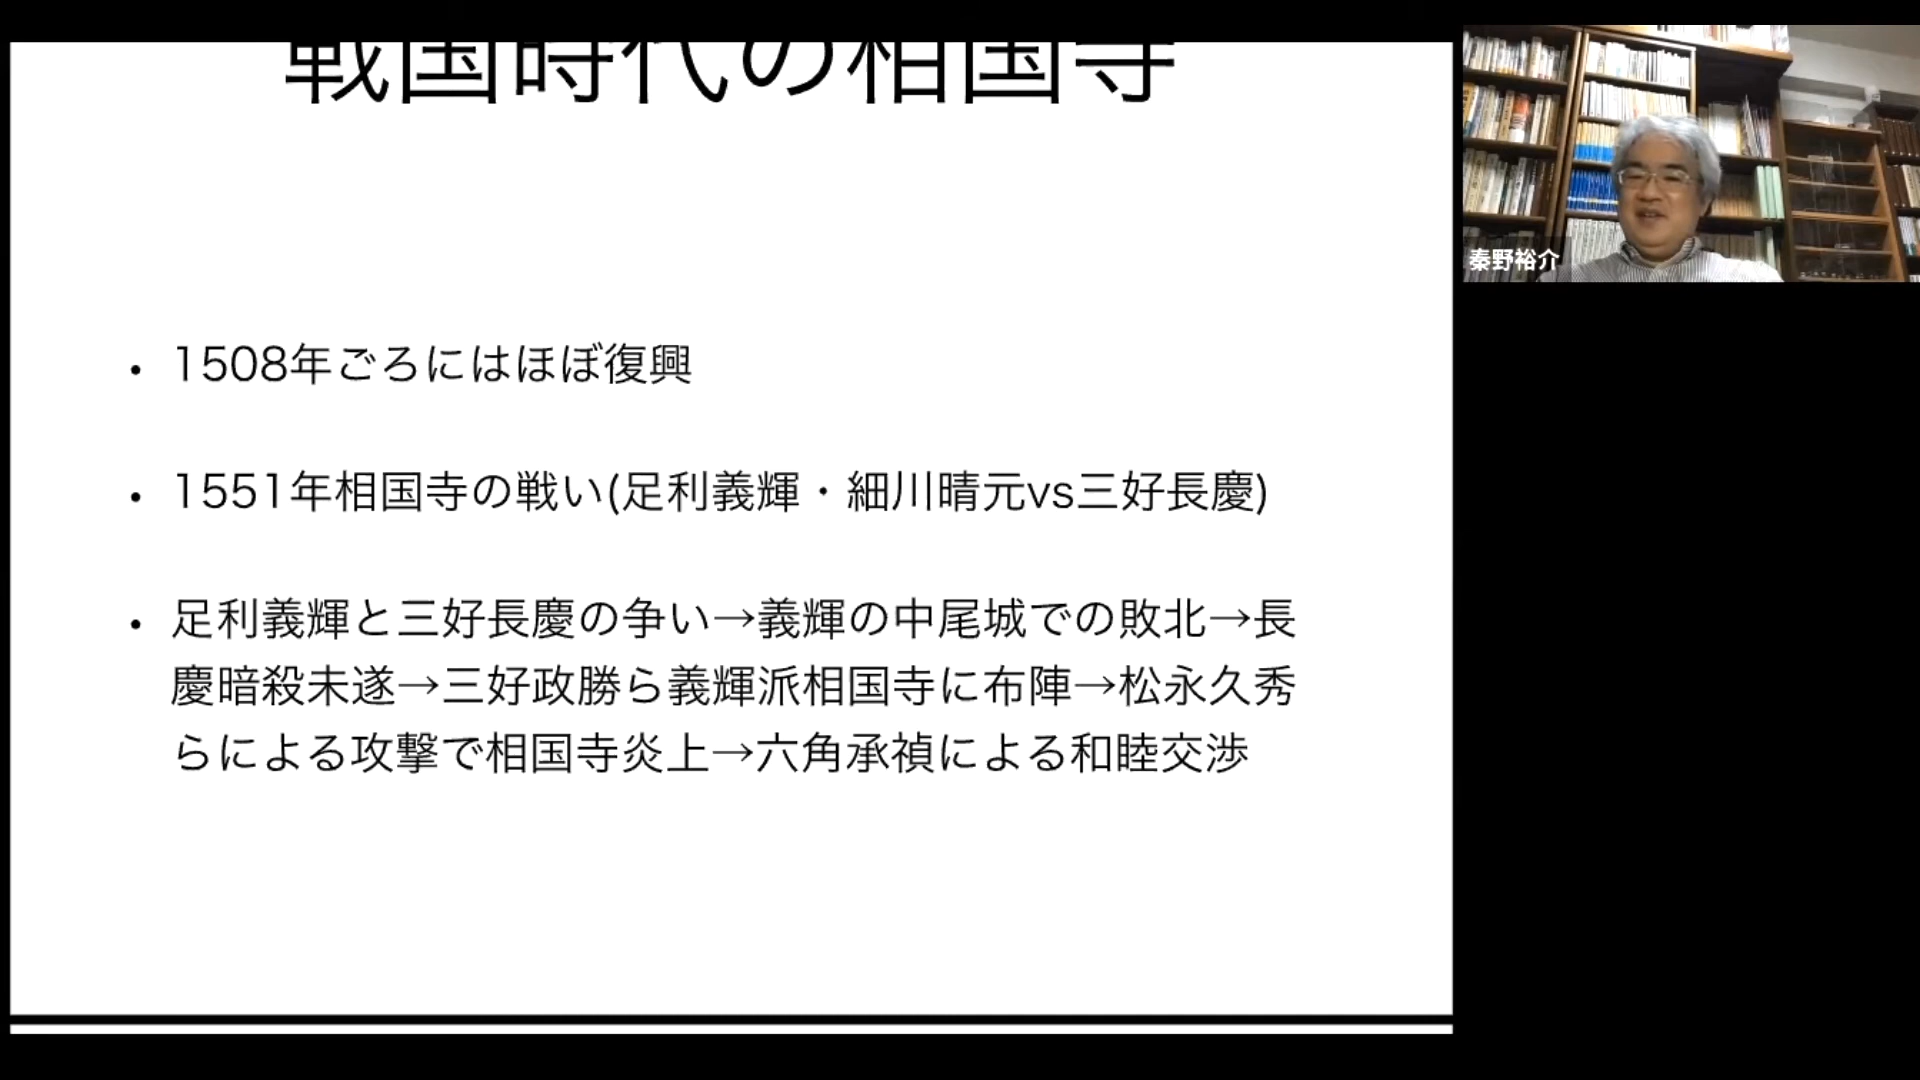 戦国時代の相国寺
秦野裕介
• 1508年ごろにはほぼ復興
• 1551年相国寺の戦い(足利義輝・細川晴元vs三好長慶)
• 足利義輝と三好長慶の争い→義輝の中尾城での敗北→長
慶暗殺未遂→三好政勝ら義輝派相国寺に布陣→松永久秀
らによる攻撃で相国寺炎上→六角承禎による和睦交渉